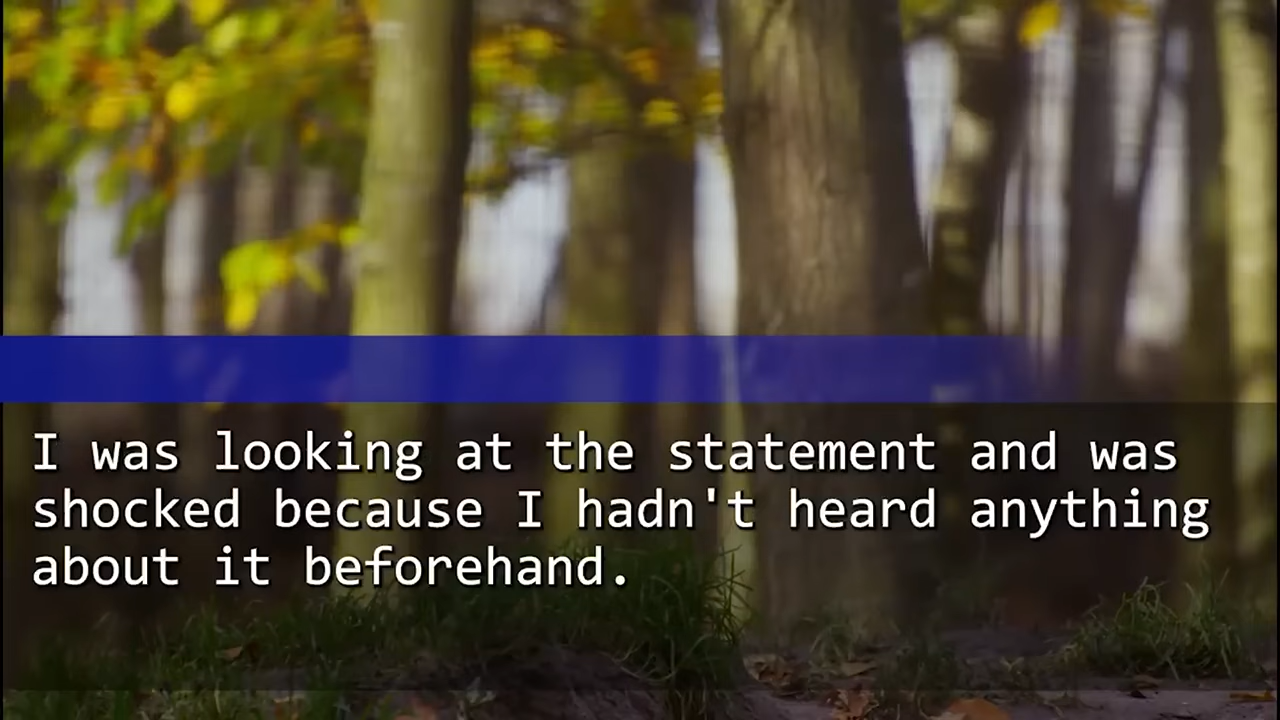 I was looking at the statement and was
shocked because I hadn't heard anything
about it beforehand.